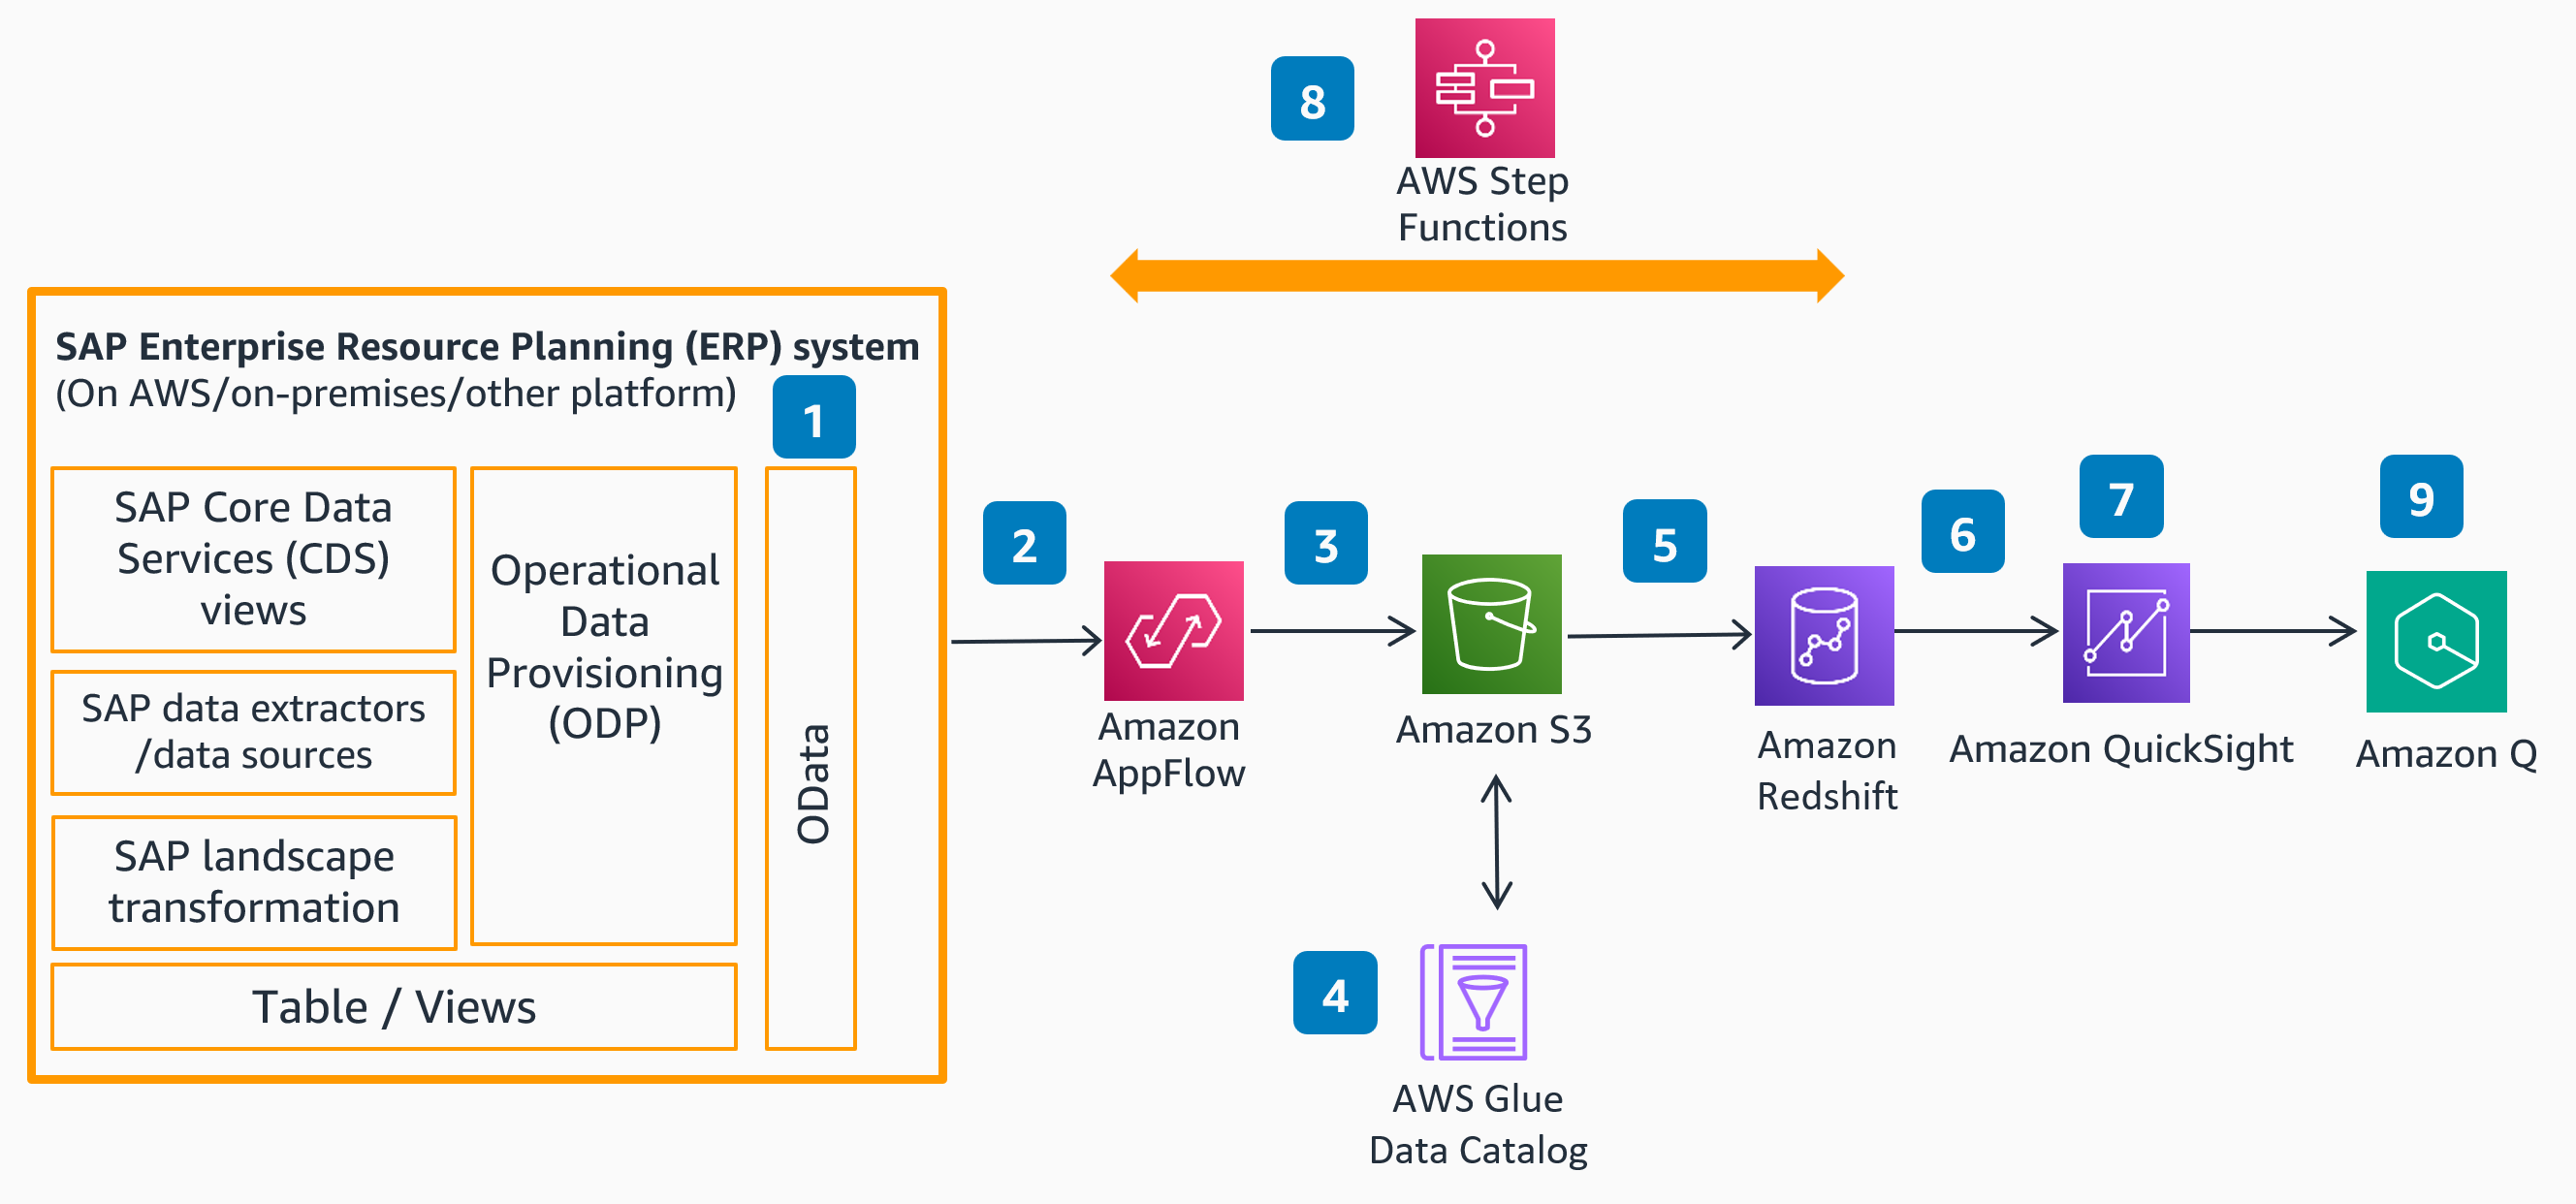 8
AWS Step
Functions
SAP Enterprise Resource Planning (ERP) system
(On AWS/on-premises/other platform)
1
SAP Core Data
Services (CDS)
views
SAP data extractors
/data sources
SAP landscape
transformation
Operational
Data
Provisioning
(ODP)
Table / Views
OData
2
Amazon
AppFlow
3
Amazon S3
4
AWS Glue
Data Catalog
5
Amazon
Redshift
6
7
Amazon QuickSight
9
Amazon Q